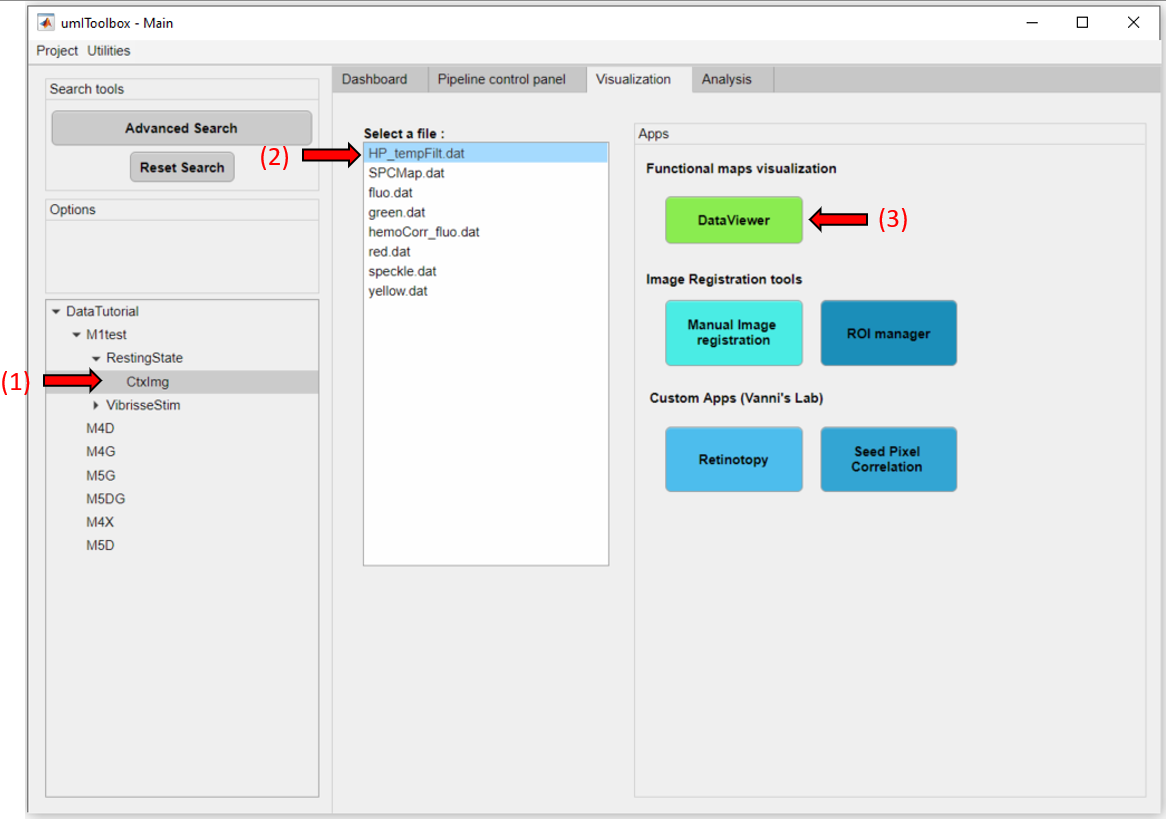 umIToolbox - Main
Project Utilities
Search tools
Advanced Search
Reset Search
Options
DataTutorial
M1test
RestingState
(1)
CtxImg
VibrisseStim
M4D
M4G
M5G
M5DG
M4X
M5D
Dashboard Pipeline control panel Visualization Analysis
Select a file :
(2)
HP_tempFilt.dat
SPCMap.dat
fluo.dat
green.dat
hemoCorr_fluo.dat
red.dat
speckle.dat
yellow.dat
Apps
Functional maps visualization
DataViewer
(3)
Image Registration tools
Manual Image
registration
ROI manager
Custom Apps (Vanni's Lab)
Retinotopy
Seed Pixel
Correlation